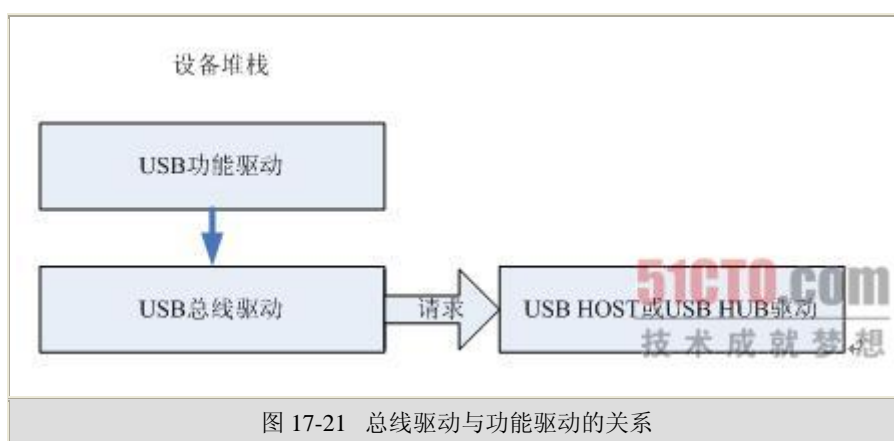 设备堆栈
USB功能驱动
USB总线驱动
请求
USB HOST或USB HUB驱动
51CTO.com
技术成就梦想
图 17-21 总线驱动与功能驱动的关系